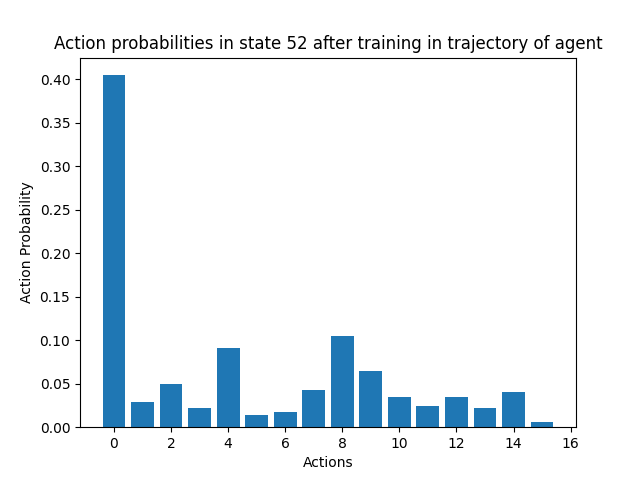 Action probabilities in state 52 after training in trajectory of agent
0.40
0.35
0.30
0.25
0.20
0.15
0.10
0.05
0.00
Action Probability
0 2 4 6 8 10 12 14 16
Actions